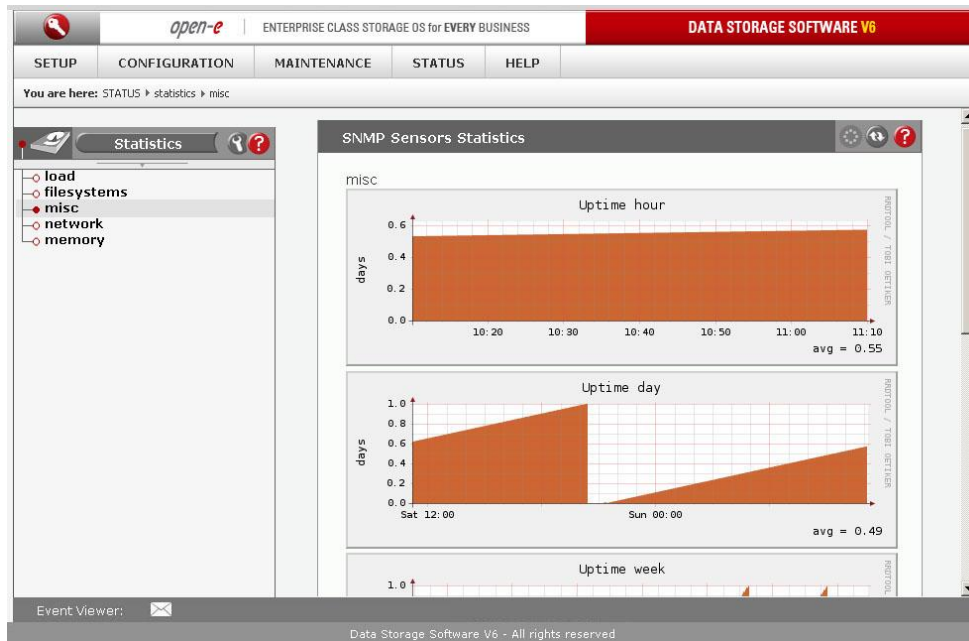 open-e
ENTERPRISE CLASS STORAGE OS for EVERY BUSINESS
DATA STORAGE SOFTWARE V6
SETUP CONFIGURATION MAINTENANCE STATUS HELP
You are here: STATUS statistics misc
Statistics
load
filesystems
misc
network
memory
SNMP Sensors Statistics
misc
Uptime hour
days
0.6
0.4
0.2
0.0
10:20 10:30 10:40 10:50 11:00 11:10
avg = 0.55
RRDTOOL / TOBI OETIKER
Uptime day
days
1.0
0.8
0.6
0.4
0.2
0.0
Sat 12:00 Sun 00:00
avg = 0.49
RRDTOOL / TOBI OETIKER
Uptime week
1.0
RRDTOOL
Event Viewer:
Data Storage Software V6 - All rights reserved